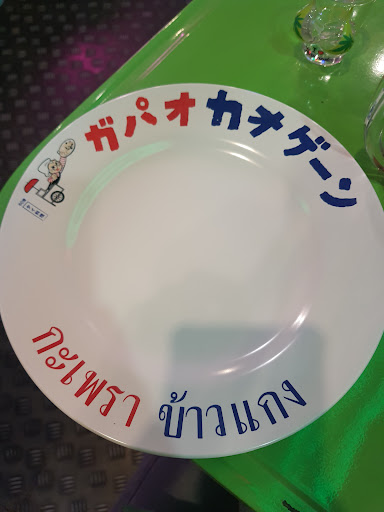 ガパオ カオゲーン
กะเพรา ข้าวแกง